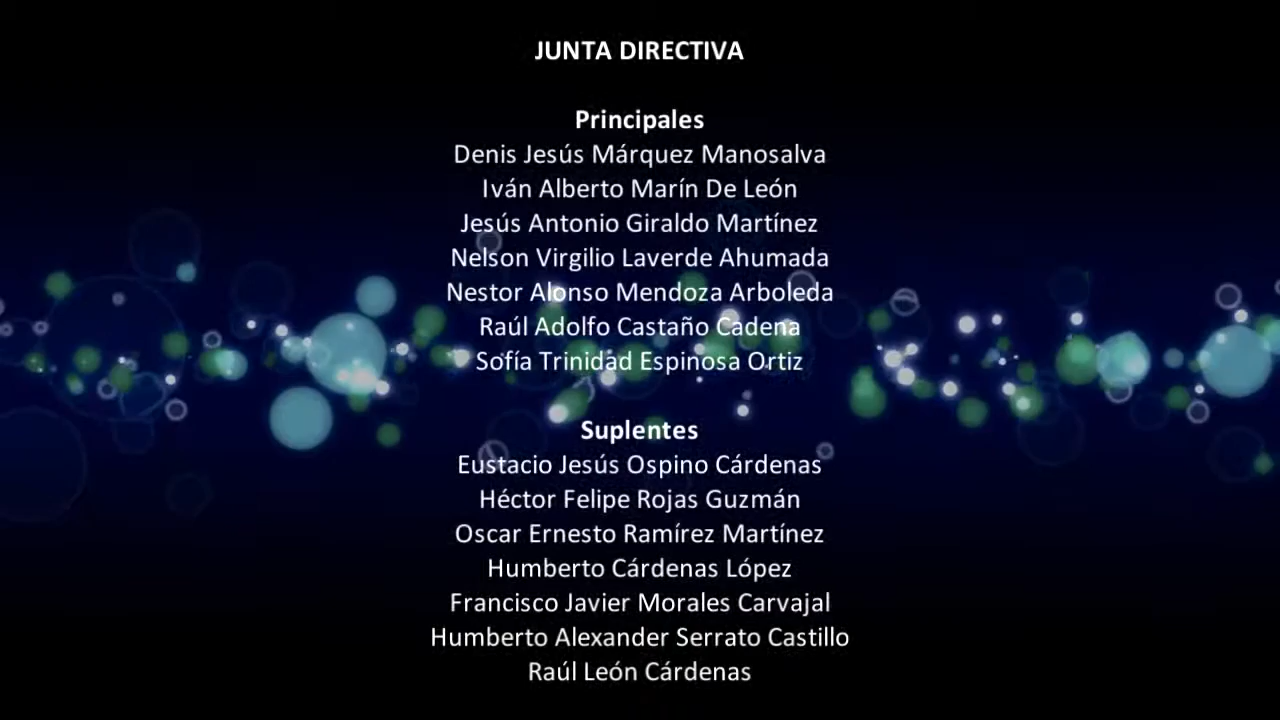 JUNTA DIRECTIVA
Principales
Denis Jesús Márquez Manosalva
Iván Alberto Marín De León
Jesús Antonio Giraldo Martínez
Nelson Virgilio Laverde Ahumada
Nestor Alonso Mendoza Arboleda
Raúl Adolfo Castaño Cadena
Sofía Trinidad Espinosa Ortiz
Suplentes
Eustacio Jesús Ospino Cárdenas
Héctor Felipe Rojas Guzmán
Oscar Ernesto Ramírez Martínez
Humberto Cárdenas López
Francisco Javier Morales Carvajal
Humberto Alexander Serrato Castillo
Raúl León Cárdenas